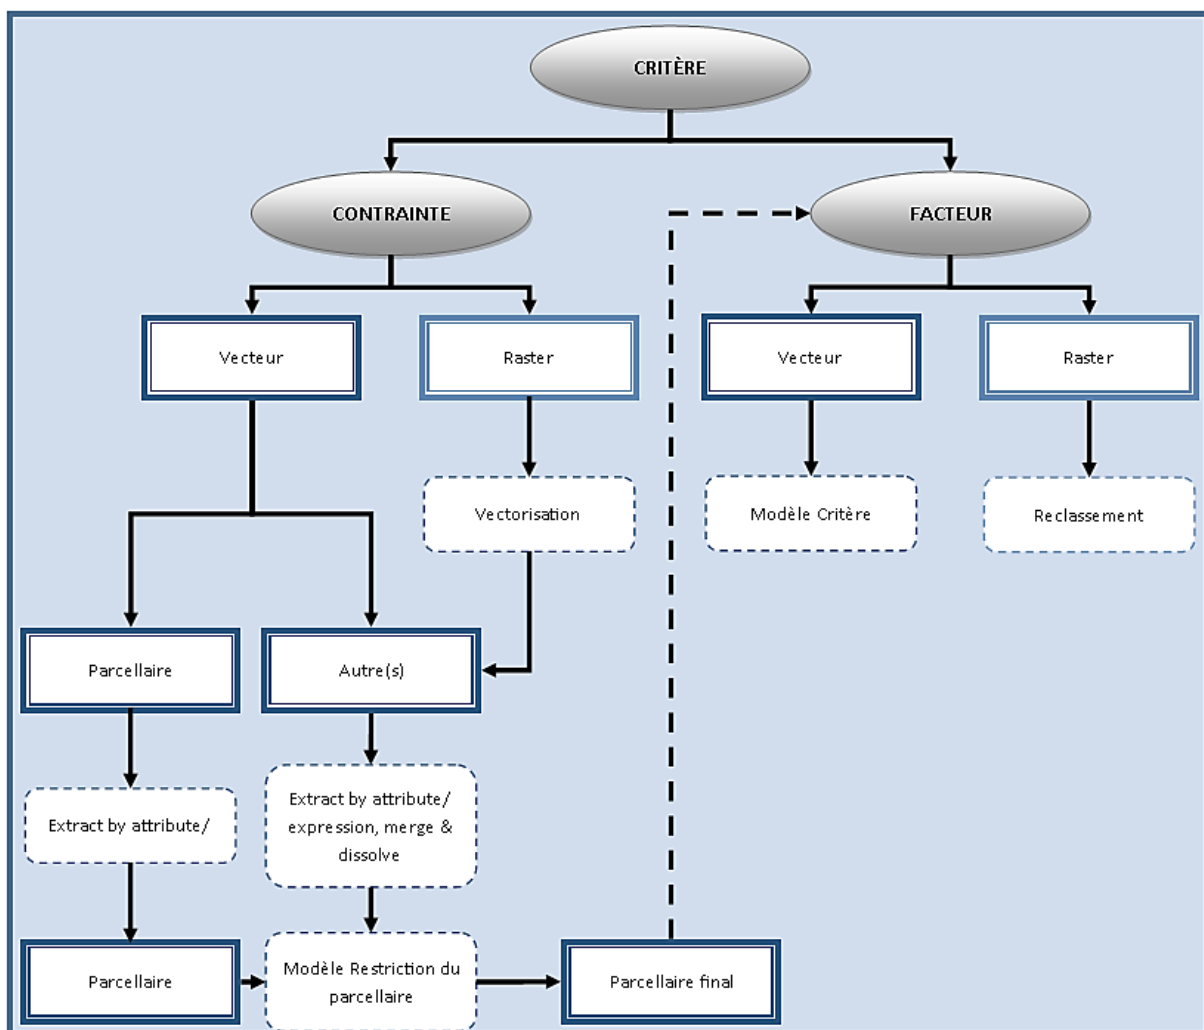 CRITÈRE
CONTRAINTE
FACTEUR
Vecteur
Raster
Vecteur
Raster
Vectorisation
Modèle Critère
Reclassement
Parcellaire
Autre(s)
Extract by attribute/
Extract by attribute/
expression, merge &
dissolve
Parcellaire
Modèle Restriction du
parcellaire
Parcellaire final